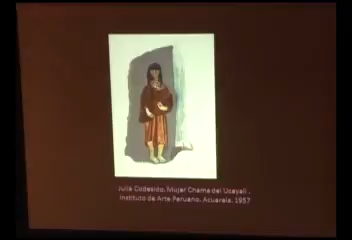 Julia Codesido, Mujer Chama del Ucayali.
Instituto de Arte Peruano. Acuarela. 1957